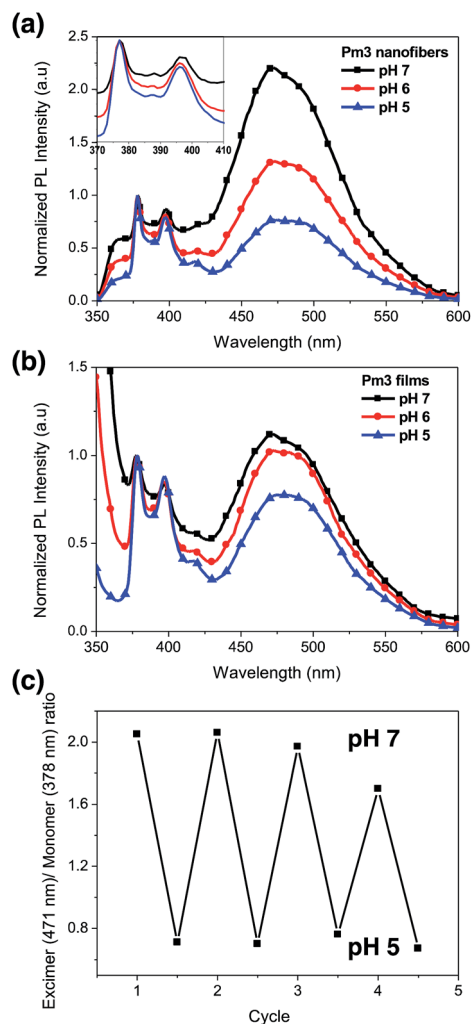 (a)
Normalized PL Intensity (a.u)
2.5
2.0
1.5
1.0
0.5
0.0
370 380 390 400 410
Pm3 nanofibers
pH 7
pH 6
pH 5
350 400 450 500 550 600
Wavelength (nm)
(b)
Normalized PL Intensity (a.u)
1.5
1.0
0.5
0.0
Pm3 films
pH 7
pH 6
pH 5
350 400 450 500 550 600
Wavelength (nm)
(c)
Excimer (471 nm)/ Monomer (378 nm) ratio
2.0
1.6
1.2
0.8
pH 7
pH 5
1 2 3 4 5
Cycle